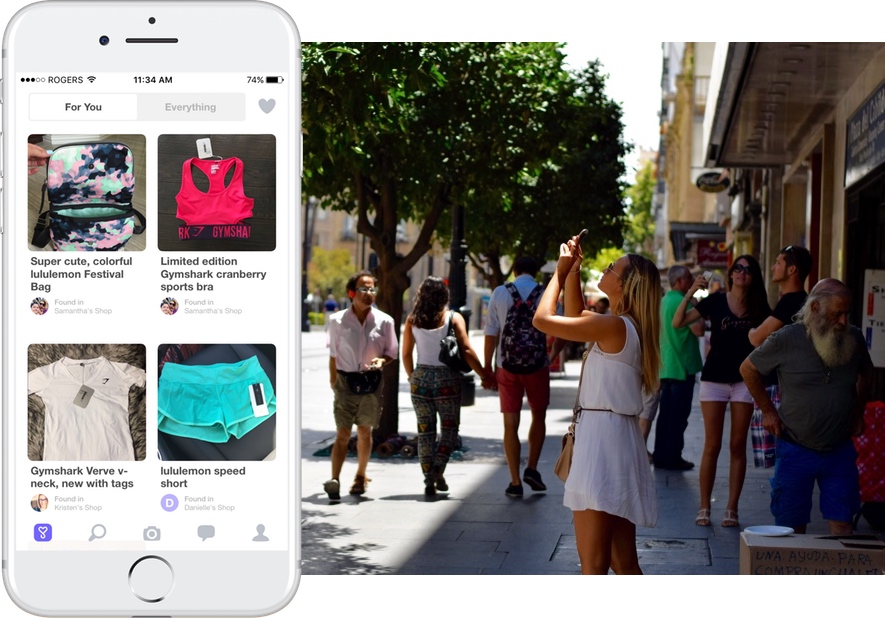 ROGERS 11:34 AM 74%
For You Everything
RK GYMSHA
Super cute, colorful
lululemon Festival
Bag
Found in
Samantha's Shop
Limited edition
Gymshark cranberry
sports bra
Found in
Samantha's Shop
Gymshark Verve v-
neck, new with tags
Found in
Kristen's Shop
lululemon speed
short
D
Found in
Danielle's Shop
UNA AYUDA PARA